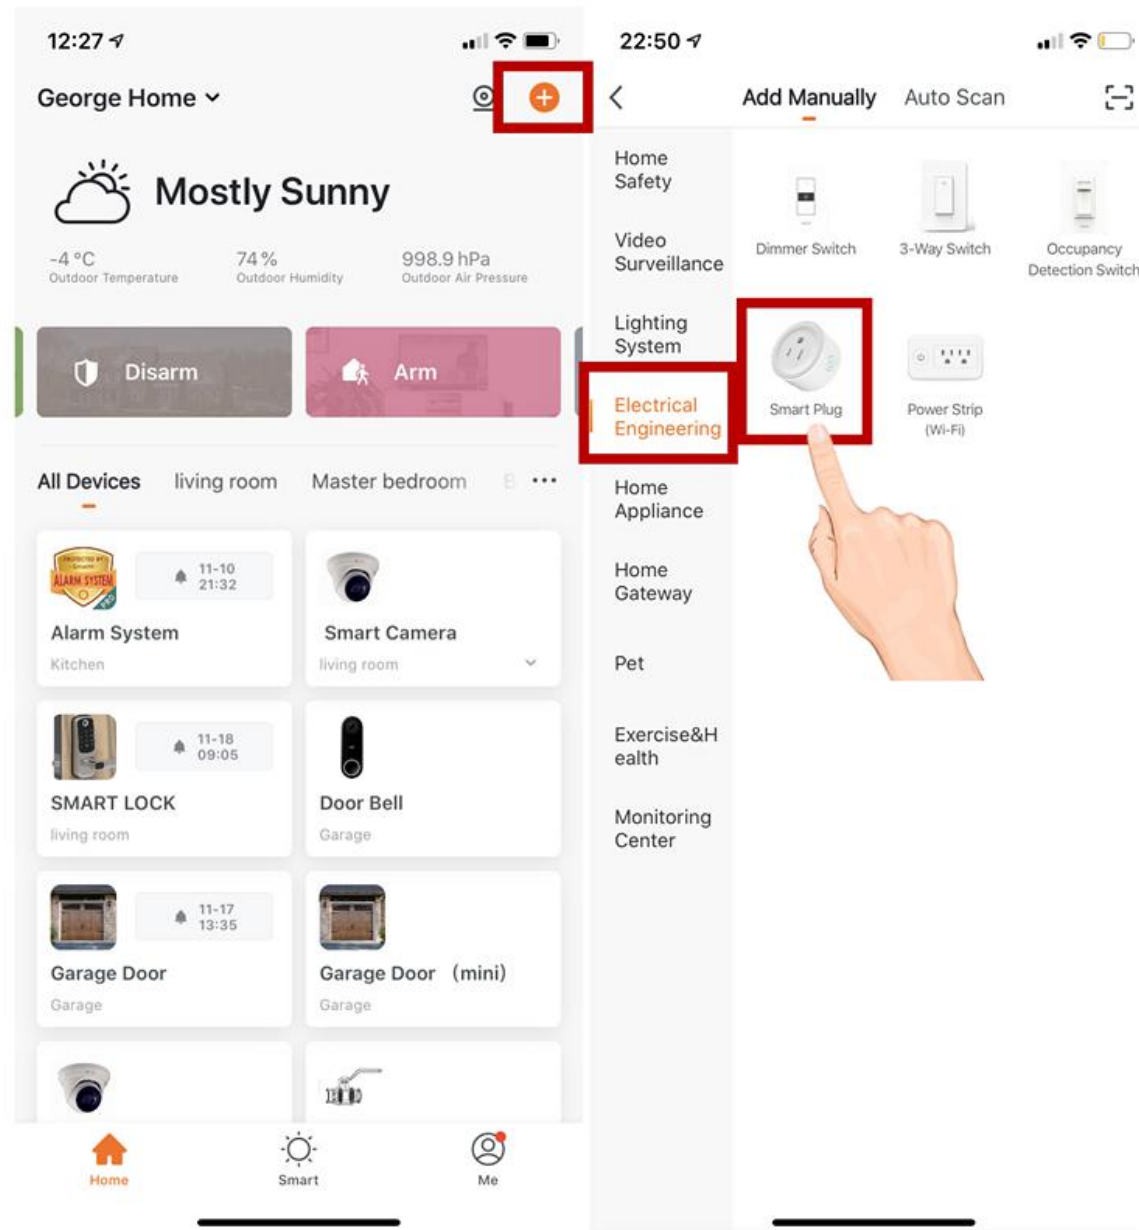 12:27
George Home
Mostly Sunny
-4 °C
Outdoor Temperature
74 %
Outdoor Humidity
998.9 hPa
Outdoor Air Pressure
Disarm
Arm
All Devices
living room
Master bedroom
B
PROTECTED BY
ALARM SYSTEM
PRO
11-10
21:32
Alarm System
Kitchen
Smart Camera
living room
11-18
09:05
SMART LOCK
living room
Door Bell
Garage
11-17
13:35
Garage Door
Garage
Garage Door （mini）
Garage
Home
Smart
Me
22:50
Add Manually
Auto Scan
Home
Safety
Video
Surveillance
Lighting
System
Electrical
Engineering
Home
Appliance
Home
Gateway
Pet
Exercise&H
ealth
Monitoring
Center
Dimmer Switch
3-Way Switch
Occupancy
Detection Switch
Smart Plug
Power Strip
(Wi-Fi)